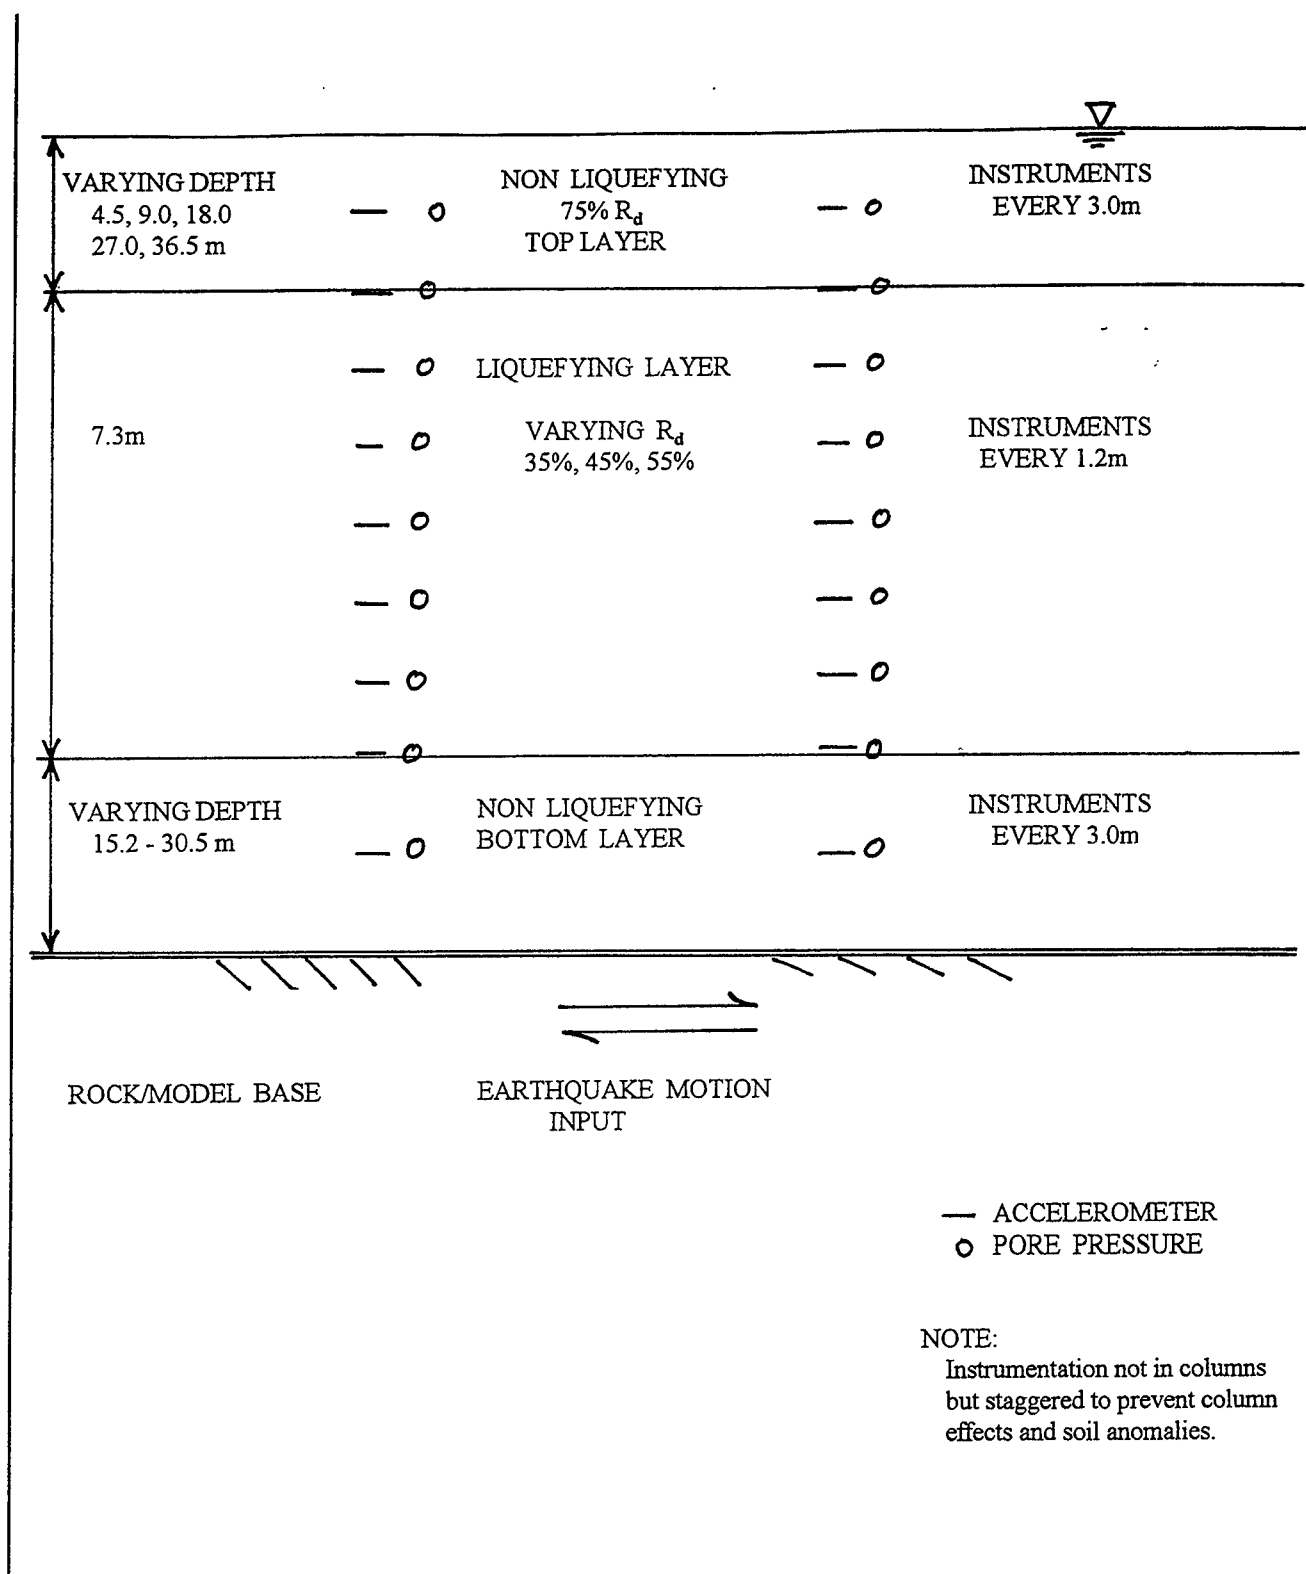 VARYING DEPTH
4.5, 9.0, 18.0
27.0, 36.5 m
NON LIQUEFYING
75% Rd
TOP LAYER
INSTRUMENTS
EVERY 3.0m
LIQUEFYING LAYER
7.3m
VARYING Rd
35%, 45%, 55%
INSTRUMENTS
EVERY 1.2m
VARYING DEPTH
15.2 - 30.5 m
NON LIQUEFYING
BOTTOM LAYER
INSTRUMENTS
EVERY 3.0m
ROCK/MODEL BASE
EARTHQUAKE MOTION
INPUT
ACCELEROMETER
PORE PRESSURE
NOTE:
Instrumentation not in columns
but staggered to prevent column
effects and soil anomalies.